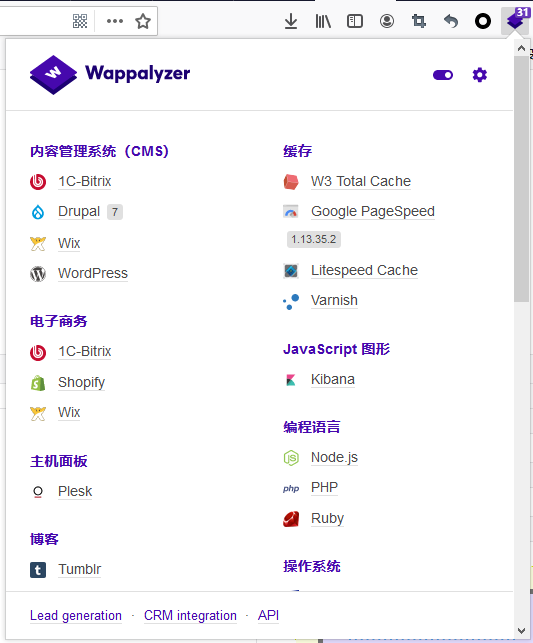 31
Wappalyzer
内容管理系统（CMS）
1C-Bitrix
Drupal 7
Wix
WordPress
电子商务
1C-Bitrix
Shopify
Wix
主机面板
Plesk
博客
Tumblr
缓存
W3 Total Cache
Google PageSpeed
1.13.35.2
Litespeed Cache
Varnish
JavaScript 图形
Kibana
编程语言
Node.js
php PHP
Ruby
操作系统
Lead generation · CRM integration · API